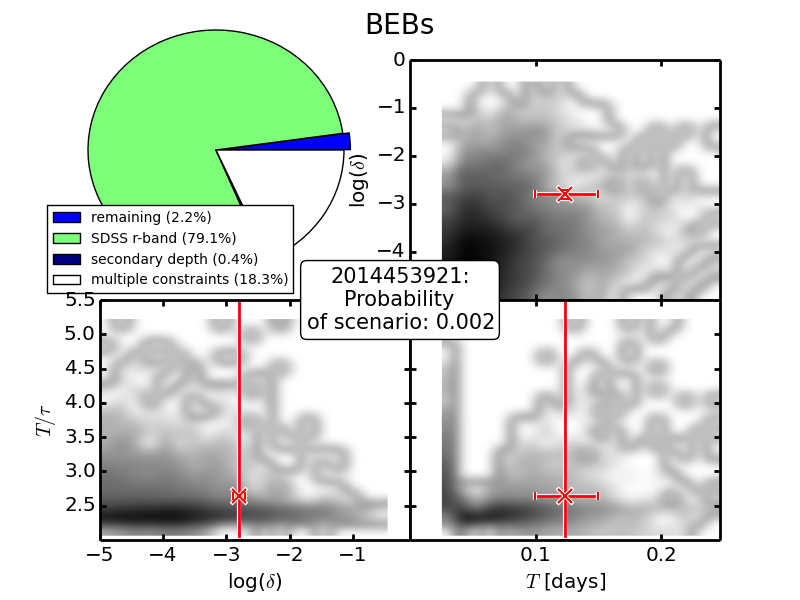 BEBs
remaining (2.2%)
SDSS r-band (79.1%)
secondary depth (0.4%)
multiple constraints (18.3%)
0
−1
−2
−3
−4
log(δ)
2014453921:
Probability
of scenario: 0.002
5.5
5.0
4.5
4.0
3.5
3.0
2.5
T/τ
−5 −4 −3 −2 −1
log(δ)
0.1 0.2
T [days]